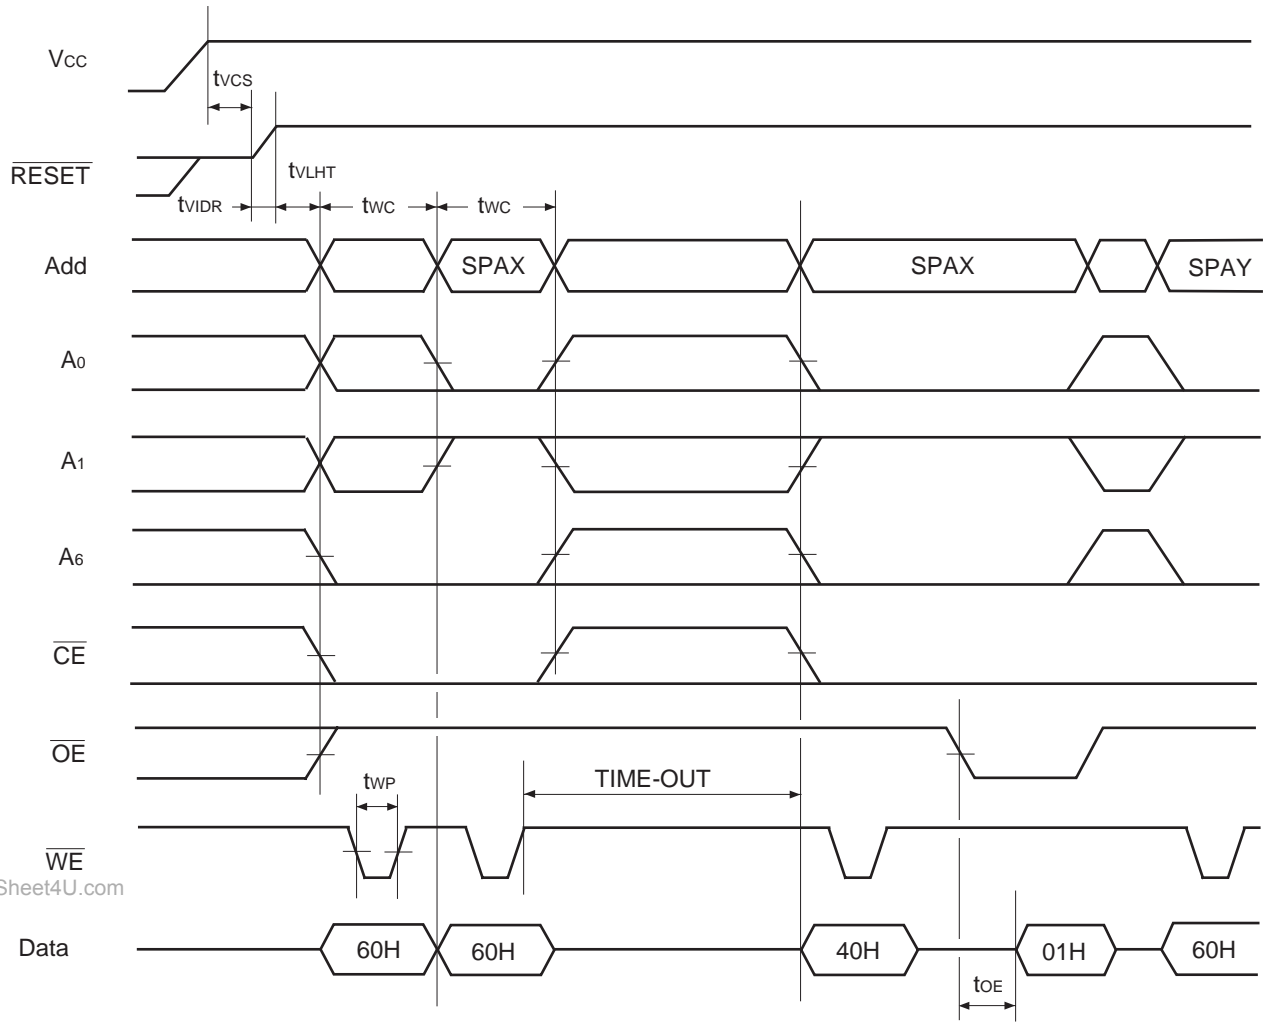 VCC
tVCS
RESET
tVLHT
tVIDR
tWC
tWC
Add
SPAX
SPAX
SPAY
A0
A1
A6
CE
OE
tWP
TIME-OUT
WE
Sheet4U.com
Data
60H
60H
40H
01H
60H
tOE